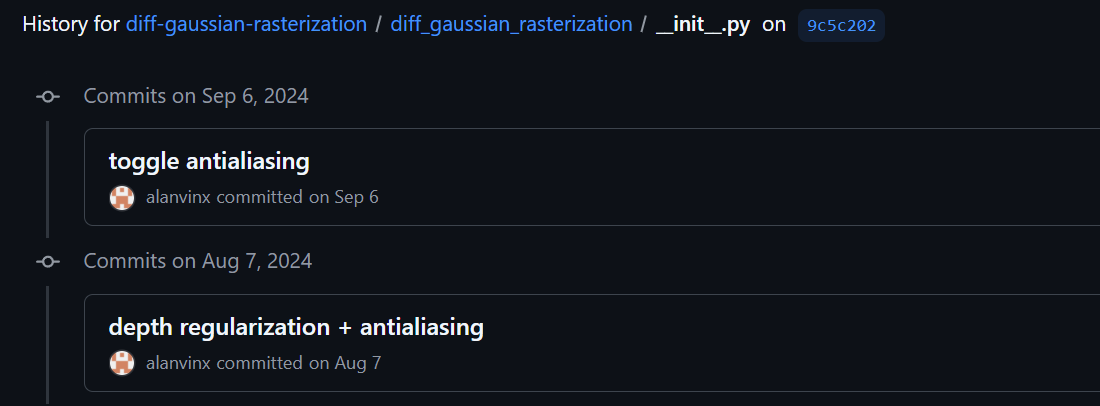 History for diff-gaussian-rasterization / diff_gaussian_rasterization / __init__.py on 9c5c202
Commits on Sep 6, 2024
toggle antialiasing
alanvinx committed on Sep 6
Commits on Aug 7, 2024
depth regularization + antialiasing
alanvinx committed on Aug 7